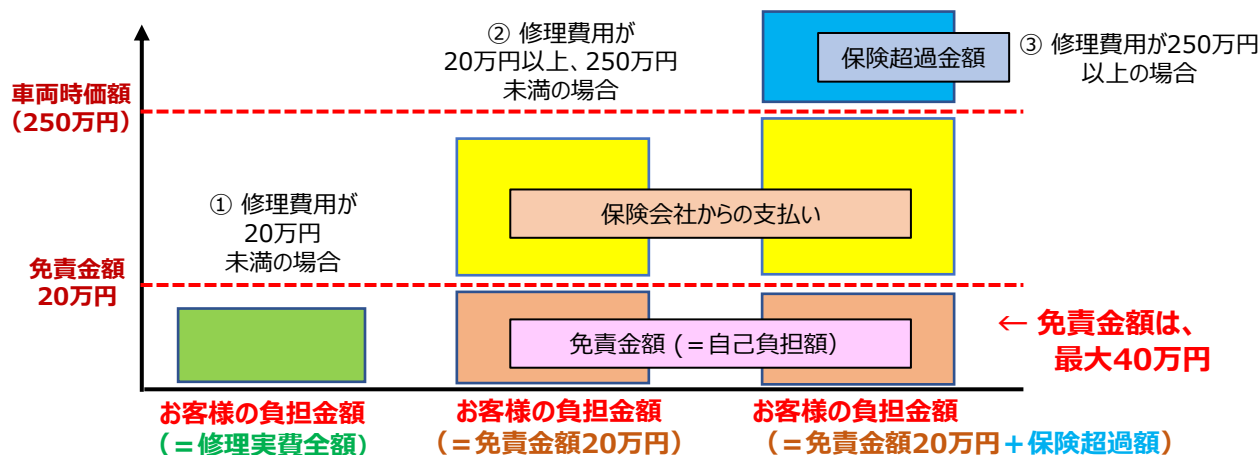 ② 修理費用が
20万円以上、250万円
未満の場合
保険超過金額
③ 修理費用が250万円
以上の場合
車両時価額
（250万円）
① 修理費用が
20万円
未満の場合
保険会社からの支払い
免責金額
20万円
免責金額 (＝自己負担額）
← 免責金額は、
最大40万円
お客様の負担金額
（＝修理実費全額）
お客様の負担金額
（＝免責金額20万円）
お客様の負担金額
（＝免責金額20万円＋保険超過額）